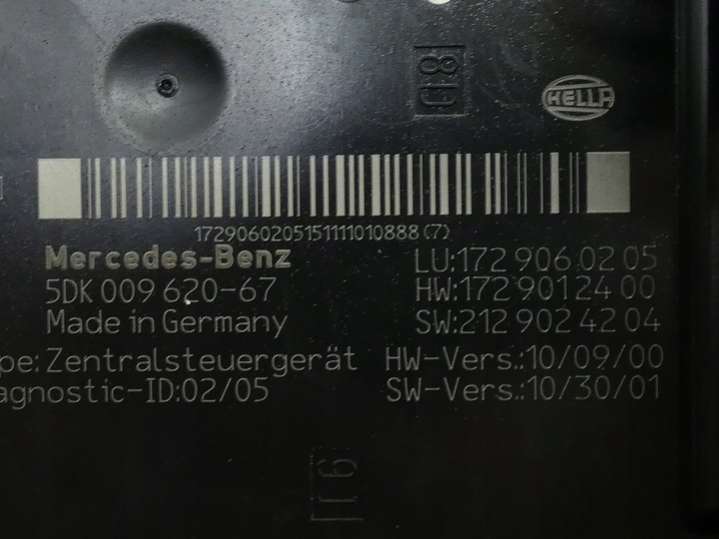 HELLA
1729060205151111010888(7)
Mercedes-Benz
LU:172 906 02 05
5DK 009 620-67
HW:172 901 24 00
Made in Germany
SW:212 902 42 04
pe: Zentralsteuergerät
HW-Vers.:10/09/00
agnostic-ID:02/05
SW-Vers.:10/30/01